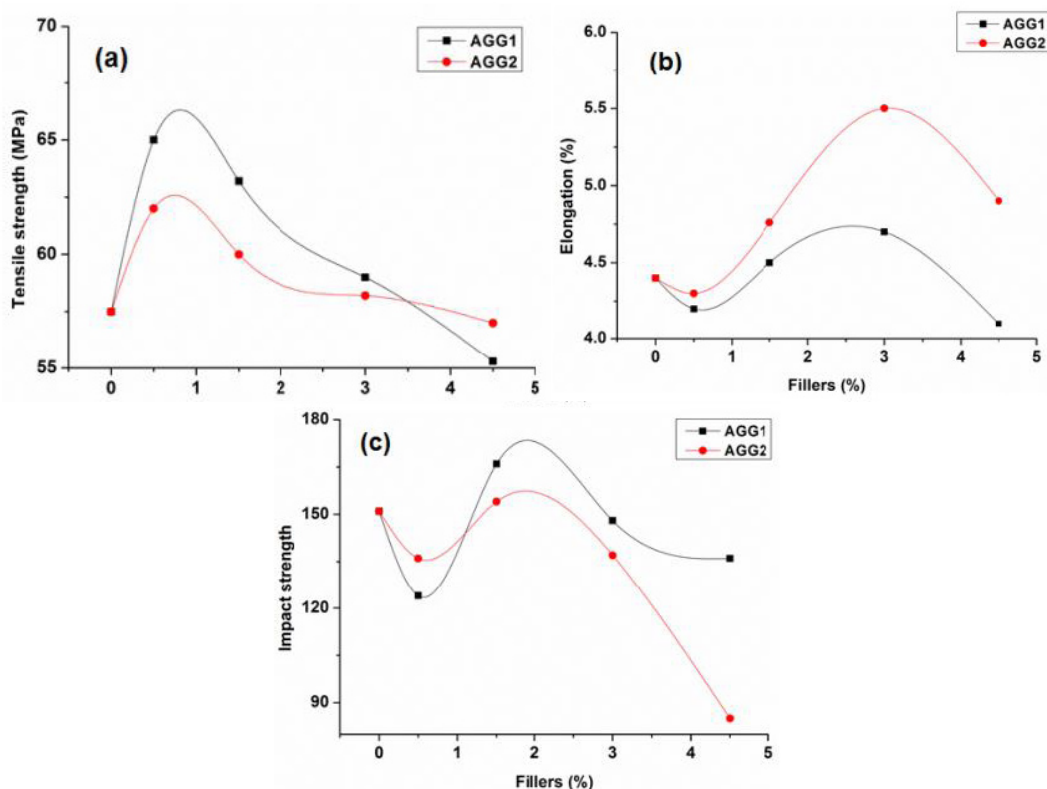 (a)
AGG1
AGG2
Tensile strength (MPa)
70
65
60
55
0 1 2 3 4 5
(b)
AGG1
AGG2
Elongation (%)
6.0
5.5
5.0
4.5
4.0
0 1 2 3 4 5
Fillers (%)
(c)
AGG1
AGG2
Impact strength
180
150
120
90
0 1 2 3 4 5
Fillers (%)